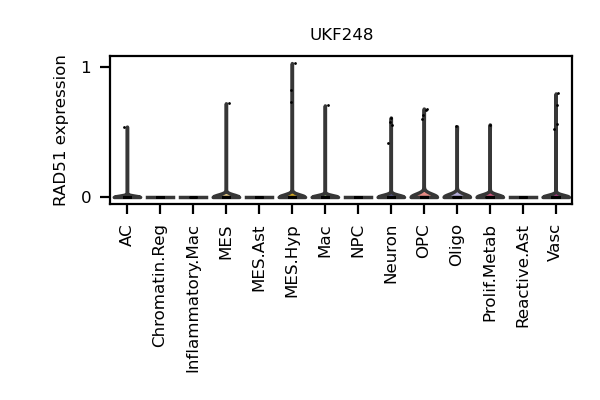 UKF248
RAD51 expression
1
0
AC
Chromatin.Reg
Inflammatory.Mac
MES
MES.Ast
MES.Hyp
Mac
NPC
Neuron
OPC
Oligo
Prolif.Metab
Reactive.Ast
Vasc